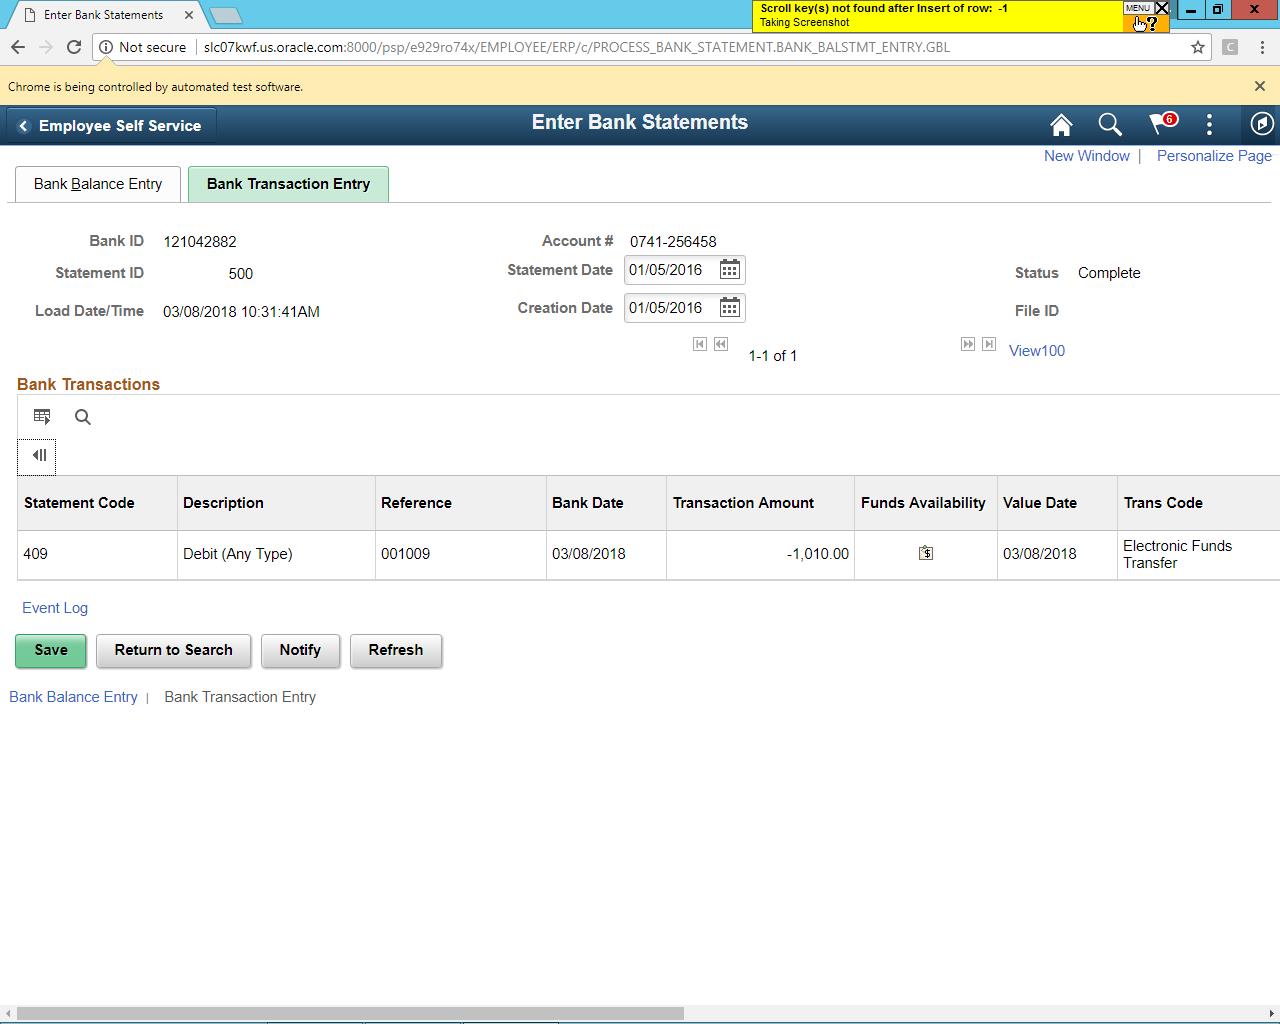 Enter Bank Statements
Scroll key(s) not found after Insert of row: -1
MENU
Taking Screenshot
Not secure
slc07kwf.us.oracle.com:8000/psp/e929ro74x/EMPLOYEE/ERP/c/PROCESS_BANK_STATEMENT.BANK_BALSTMT_ENTRY.GBL
C
Chrome is being controlled by automated test software.
Employee Self Service
Enter Bank Statements
6
New Window | Personalize Page
Bank Balance Entry
Bank Transaction Entry
Bank ID 121042882 Account # 0741-256458
Statement ID 500 Statement Date 01/05/2016 Status Complete
Load Date/Time 03/08/2018 10:31:41AM Creation Date 01/05/2016 File ID
1-1 of 1 View100
Bank Transactions
Statement Code Description Reference Bank Date Transaction Amount Funds Availability Value Date Trans Code
409 Debit (Any Type) 001009 03/08/2018 -1,010.00 $ 03/08/2018 Electronic Funds
Transfer
Event Log
Save Return to Search Notify Refresh
Bank Balance Entry | Bank Transaction Entry